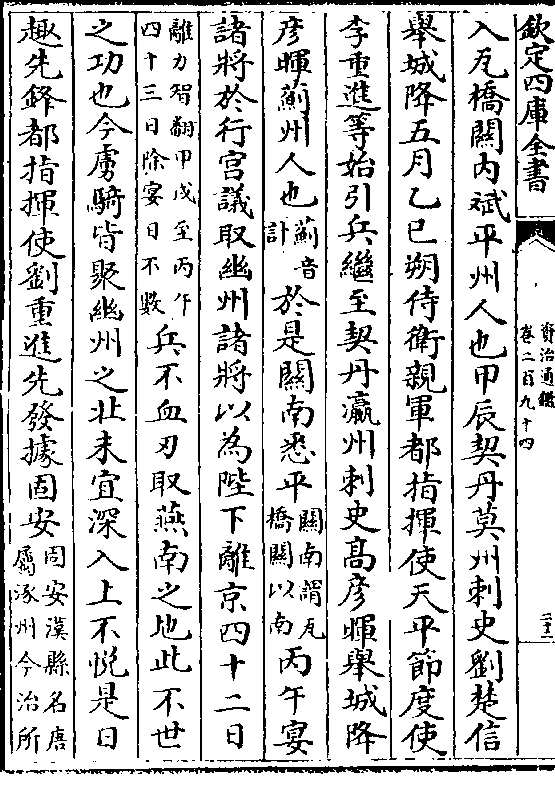 欽定四庫全書
資治通鑑
卷二百九十四
入瓦橋關内斌平州人也甲辰契丹莫州刺史劉楚信
舉城降五月乙巳朔侍衛親軍都指揮使天平節度使
李重進等始引兵繼至契丹瀛州刺史高彦暉舉城降
彦暉薊州人也薊音計於是關南悉平關南謂瓦橋關以南丙午宴
諸將於行宫議取幽州諸將以為陛下離京四十二日
離力智翻甲戌至丙午四十三日除宴日不數兵不血刃取燕南之地此不世
之功也今虜騎皆聚幽州之北未宜深入上不悦是日
趣先鋒都指揮使劉重進先發據固安固安漢縣名唐屬涿州今治所